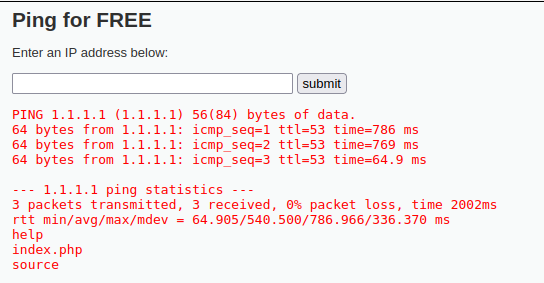 Ping for FREE
Enter an IP address below:
submit
PING 1.1.1.1 (1.1.1.1) 56(84) bytes of data.
64 bytes from 1.1.1.1: icmp_seq=1 ttl=53 time=786 ms
64 bytes from 1.1.1.1: icmp_seq=2 ttl=53 time=769 ms
64 bytes from 1.1.1.1: icmp_seq=3 ttl=53 time=64.9 ms
--- 1.1.1.1 ping statistics ---
3 packets transmitted, 3 received, 0% packet loss, time 2002ms
rtt min/avg/max/mdev = 64.905/540.500/786.966/336.370 ms
help
index.php
source